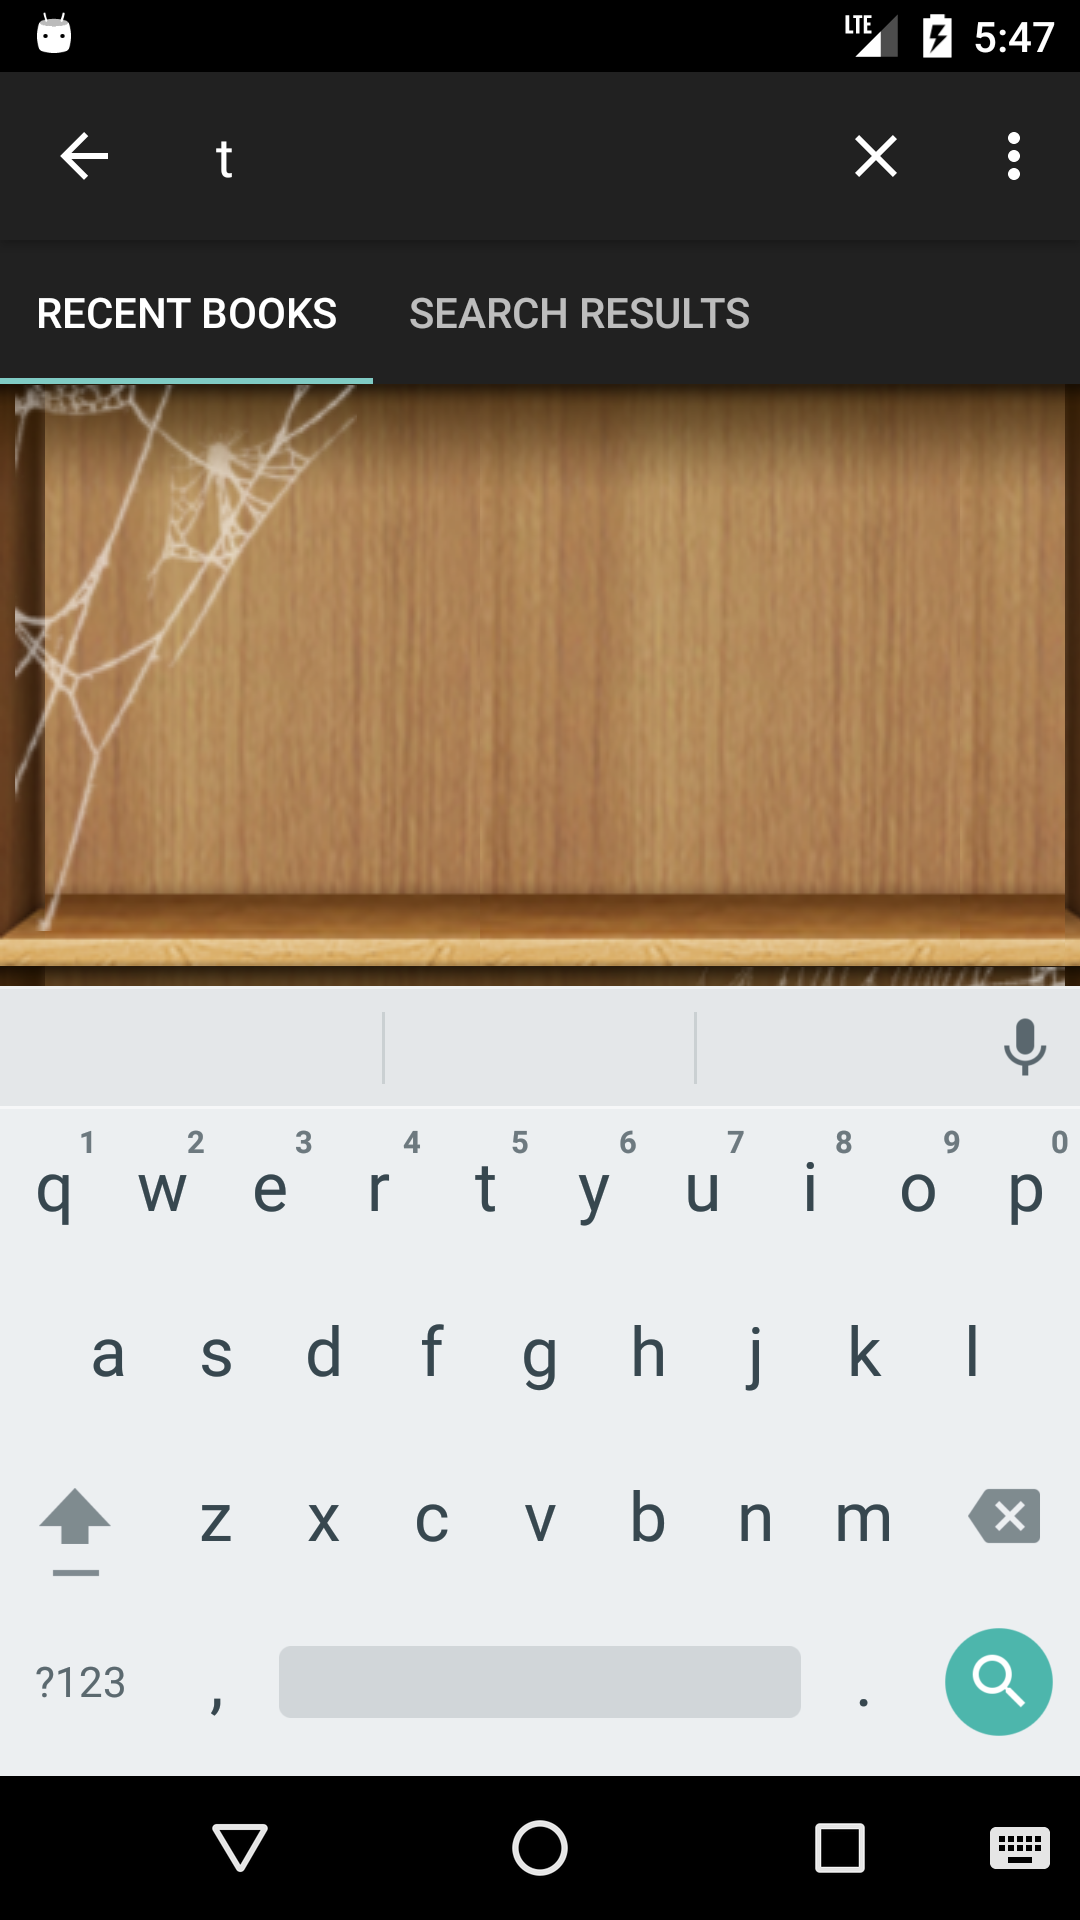 LTE 5:47
t
RECENT BOOKS SEARCH RESULTS
1 2 3 4 5 6 7 8 9 0
q w e r t y u i o p
a s d f g h j k l
z x c v b n m
?123 , .